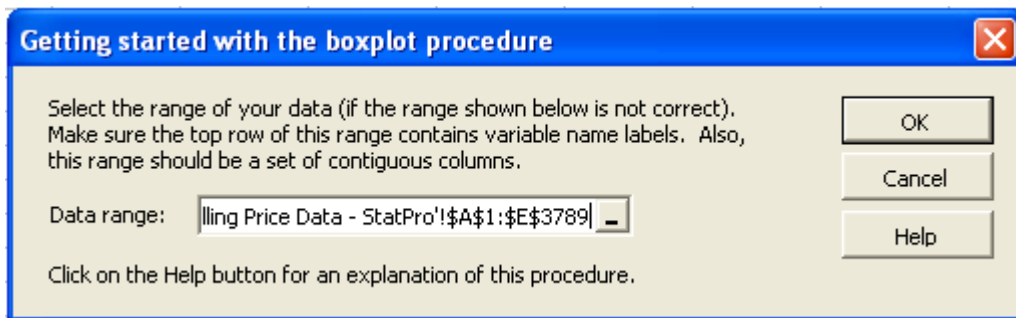 Getting started with the boxplot procedure
Select the range of your data (if the range shown below is not correct).
Make sure the top row of this range contains variable name labels. Also,
this range should be a set of contiguous columns.
OK
Cancel
Data range: lling Price Data - StatPro'!$A$1:$E$3789
Help
Click on the Help button for an explanation of this procedure.